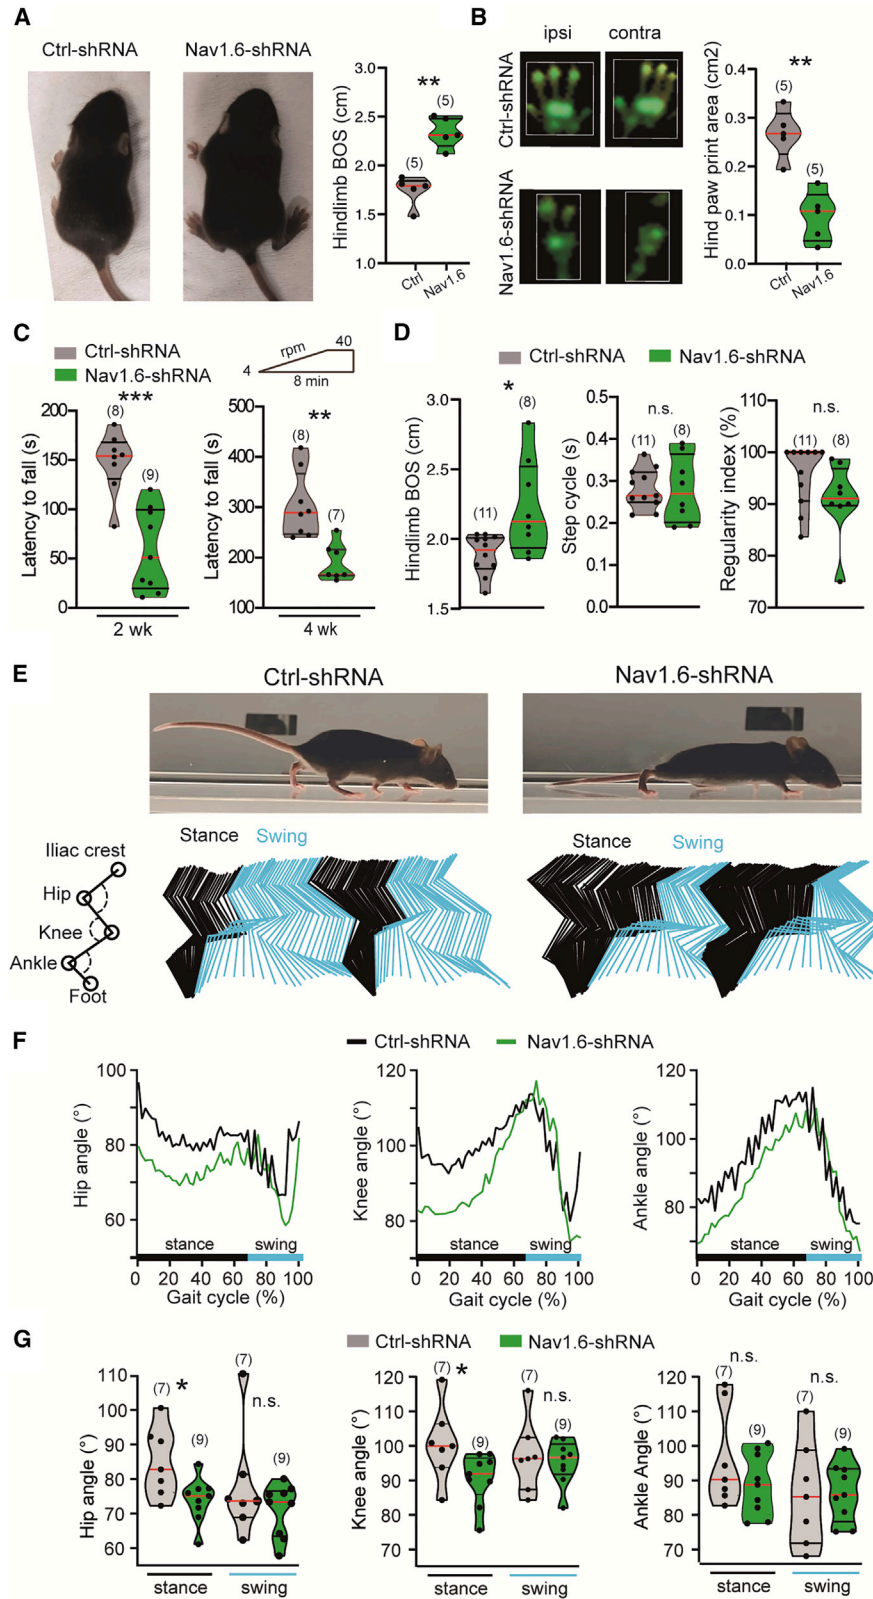 A
Ctrl-shRNA
Nav1.6-shRNA
Hindlimb BOS (cm)
3.0
2.5
2.0
1.5
1.0
**
(5)
(5)
Ctrl
Nav1.6
B
ipsi
contra
Ctrl-shRNA
Nav1.6-shRNA
Hind paw print area (cm2)
0.4
0.3
0.2
0.1
0.0
**
(5)
(5)
Ctrl
Nav1.6
C
Ctrl-shRNA
Nav1.6-shRNA
4
rpm
40
8 min
Latency to fall (s)
200
150
100
50
0
***
(8)
(9)
2 wk
Latency to fall (s)
500
400
300
200
100
**
(8)
(7)
4 wk
D
Ctrl-shRNA
Nav1.6-shRNA
Hindlimb BOS (cm)
3.0
2.5
2.0
1.5
*
(11)
(8)
Step cycle (s)
0.5
0.4
0.3
0.2
0.1
0.0
n.s.
(11)
(8)
Regularity index (%)
110
100
90
80
70
n.s.
(11)
(8)
E
Ctrl-shRNA
Nav1.6-shRNA
Stance
Swing
Stance
Swing
Iliac crest
Hip
Knee
Ankle
Foot
F
Ctrl-shRNA
Nav1.6-shRNA
Hip angle (°)
100
80
60
stance
swing
0
20
40
60
80
100
Gait cycle (%)
Knee angle (°)
120
100
80
stance
swing
0
20
40
60
80
100
Gait cycle (%)
Ankle angle (°)
120
100
80
stance
swing
0
20
40
60
80
100
Gait cycle (%)
G
Ctrl-shRNA
Nav1.6-shRNA
Hip angle (°)
110
100
90
80
70
60
(7)
*
(9)
(7)
n.s.
(9)
stance
swing
Knee angle (°)
120
110
100
90
80
70
(7)
*
(9)
(7)
n.s.
(9)
stance
swing
Ankle Angle (°)
120
110
100
90
80
70
n.s.
(7)
(9)
n.s.
(7)
(9)
stance
swing